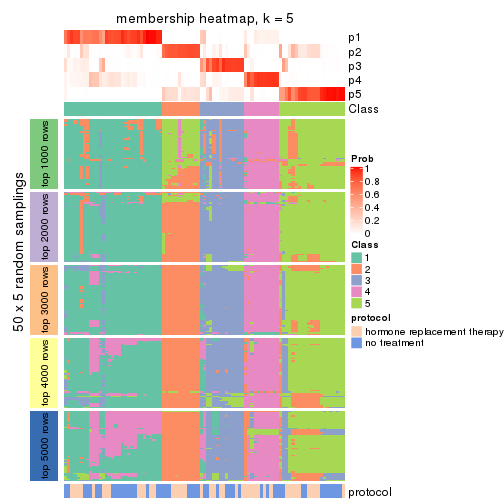 membership heatmap, k = 5
p1
p2
p3
p4
p5
Class
50 x 5 random samplings
top 1000 rows
top 2000 rows
top 3000 rows
top 4000 rows
top 5000 rows
Prob
1
0.8
0.6
0.4
0.2
0
Class
1
2
3
4
5
protocol
hormone replacement therapy
no treatment
protocol